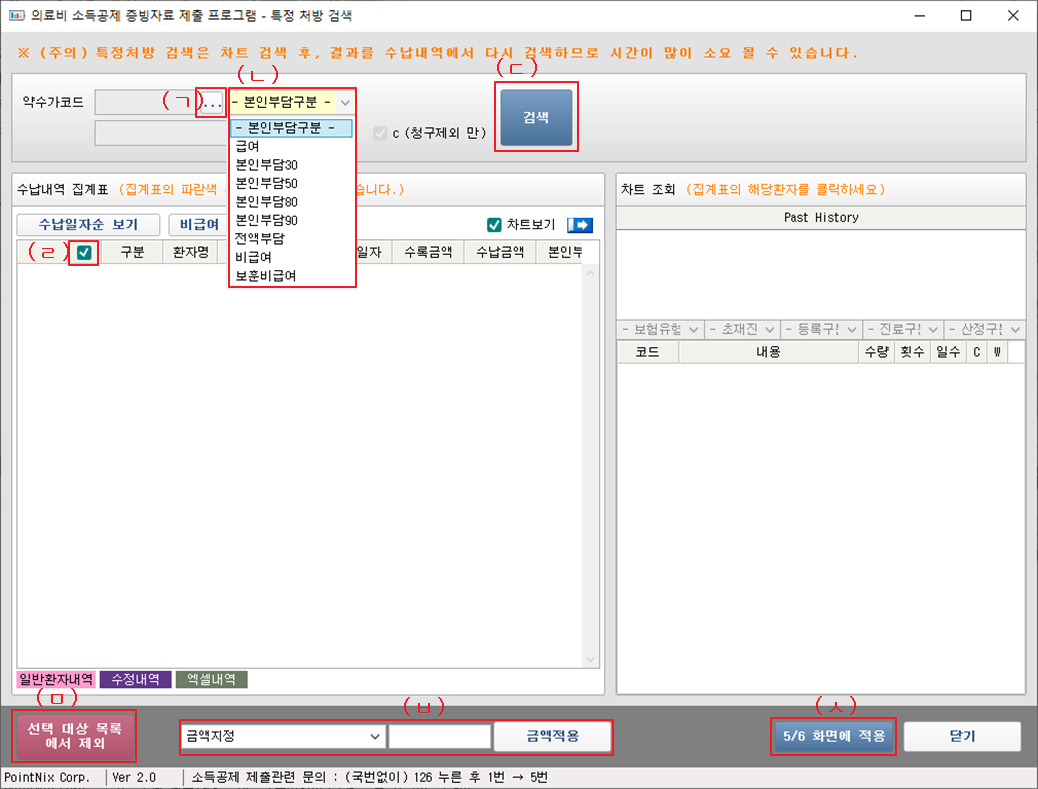 의료비 소득공제 증빙자료 제출 프로그램 - 특정 처방 검색
※ (주의) 특정처방 검색은 차트 검색 후, 결과를 수납내역에서 다시 검색하므로 시간이 많이 소요 될 수 있습니다.
(ㄴ) (ㄷ)
약수가코드 (ㄱ) ... - 본인부담구분 - 검색
- 본인부담구분 - c (청구제외 만)
급여
본인부담30
본인부담50
본인부담80
본인부담90
전액부담
비급여
보훈비급여
수납내역 집계표 (집계표의 파란색 습니다.)
수납일자순 보기 비급여 차트보기
(ㄹ) 구분 환자명 일자 수록금액 수납금액 본인부
일반환자내역 수정내역 엑셀내역
차트 조회 (집계표의 해당환자를 클릭하세요)
Past History
- 보험유형 - 초재진 - 등록구분 - 진료구분 - 산정구분
코드 내용 수량 횟수 일수 C W
(ㅁ) (ㅂ) (ㅅ)
선택 대상 목록
에서 제외
금액지정 금액적용 5/6 화면에 적용 닫기
PointNix Corp. Ver 2.0 소득공제 제출관련 문의 : (국번없이) 126 누른 후 1번 → 5번